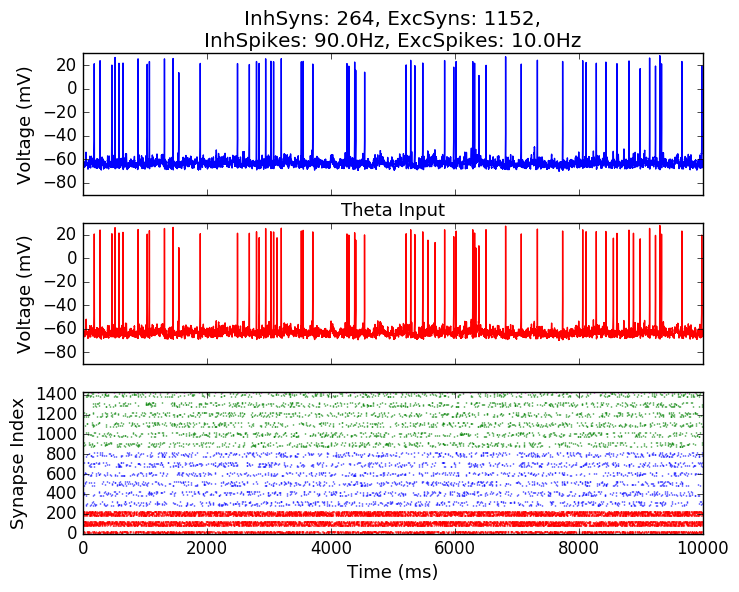 InhSyns: 264, ExcSyns: 1152,
InhSpikes: 90.0Hz, ExcSpikes: 10.0Hz
Voltage (mV)
20
0
−20
−40
−60
−80
Theta Input
Voltage (mV)
20
0
−20
−40
−60
−80
Synapse Index
1400
1200
1000
800
600
400
200
0
0 2000 4000 6000 8000 10000
Time (ms)